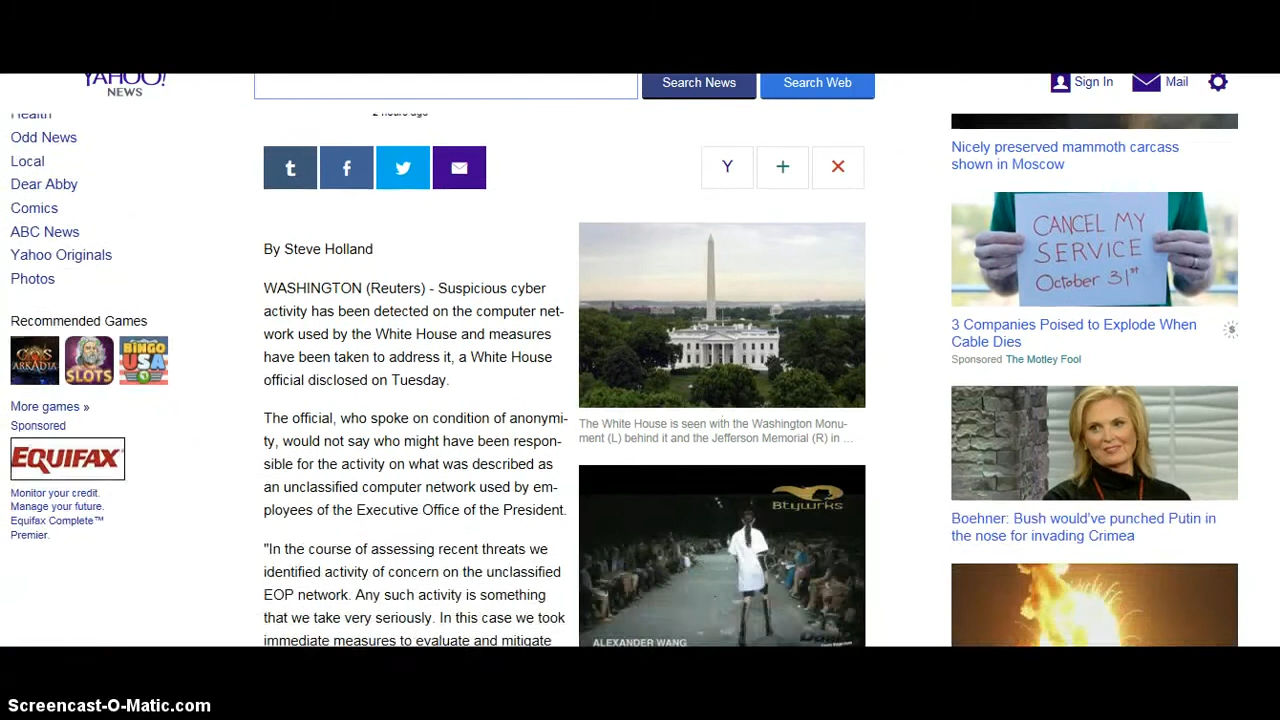 YAHOO!
NEWS
Search News
Search Web
Sign In
Mail
Health
Odd News
Local
Dear Abby
Comics
ABC News
Yahoo Originals
Photos
Recommended Games
SLOTS
BINGO
USA
More games »
Sponsored
EQUIFAX
Monitor your credit.
Manage your future.
Equifax Complete™
Premier.
2 hours ago
t
f
Y
By Steve Holland
WASHINGTON (Reuters) - Suspicious cyber
activity has been detected on the computer net-
work used by the White House and measures
have been taken to address it, a White House
official disclosed on Tuesday.
The official, who spoke on condition of anonymi-
ty, would not say who might have been respon-
sible for the activity on what was described as
an unclassified computer network used by em-
ployees of the Executive Office of the President.
"In the course of assessing recent threats we
identified activity of concern on the unclassified
EOP network. Any such activity is something
that we take very seriously. In this case we took
immediate measures to evaluate and mitigate
The White House is seen with the Washington Monu-
ment (L) behind it and the Jefferson Memorial (R) in ...
Btywrks
ALEXANDER WANG
Nicely preserved mammoth carcass
shown in Moscow
CANCEL MY
SERVICE
October 31st
3 Companies Poised to Explode When
Cable Dies
Sponsored The Motley Fool
Boehner: Bush would've punched Putin in
the nose for invading Crimea
Screencast-O-Matic.com